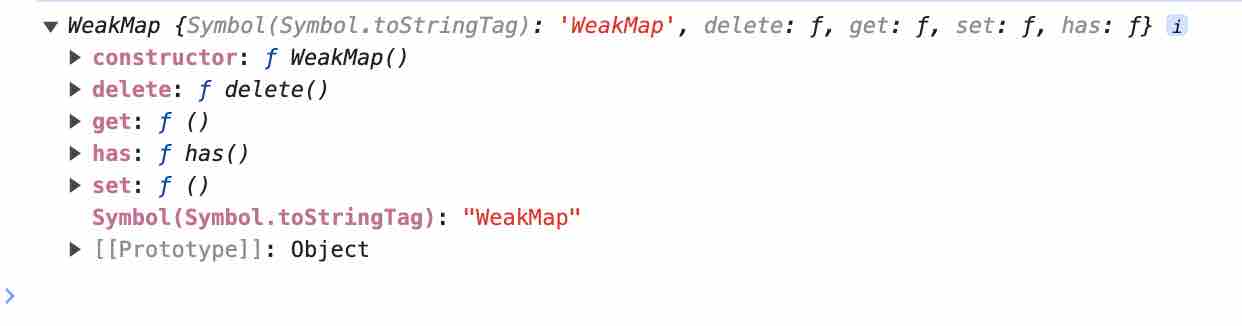 ▼ WeakMap {Symbol(Symbol.toStringTag): 'WeakMap', delete: ƒ, get: ƒ, set: ƒ, has: ƒ} i
▶ constructor: ƒ WeakMap()
▶ delete: ƒ delete()
▶ get: ƒ ()
▶ has: ƒ has()
▶ set: ƒ ()
Symbol(Symbol.toStringTag): "WeakMap"
▶ [[Prototype]]: Object
>